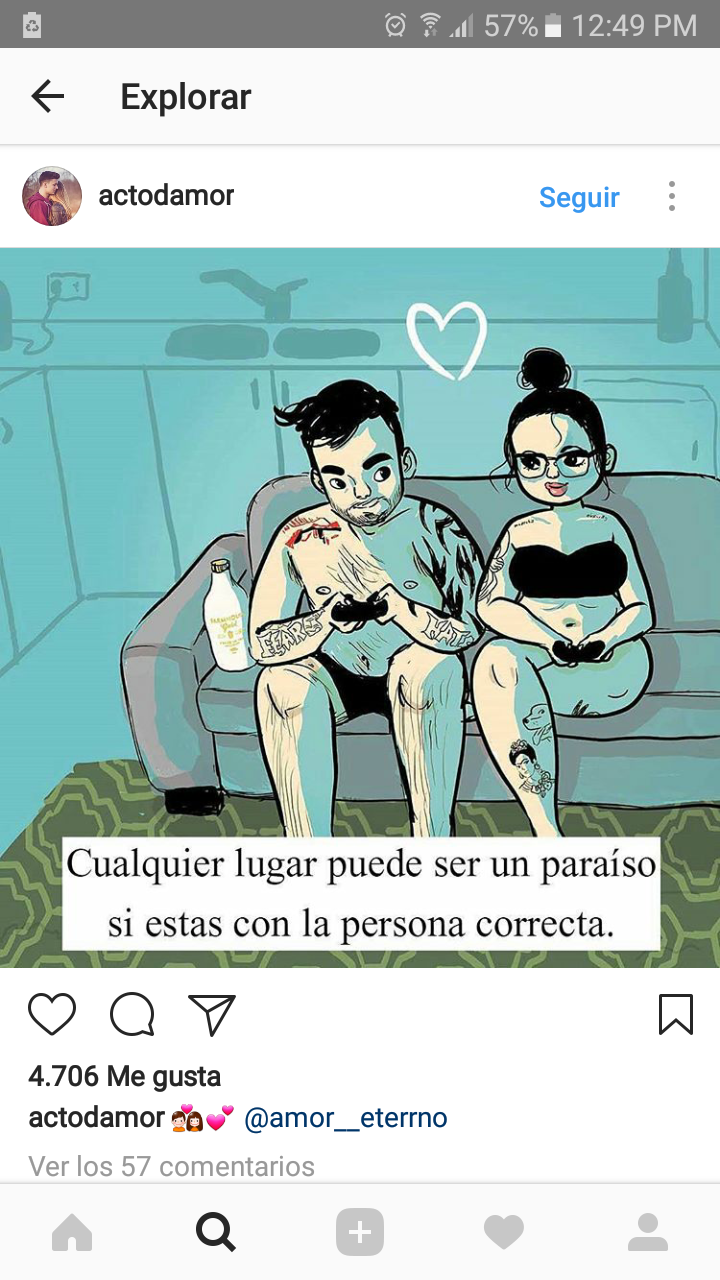 57% 12:49 PM
Explorar
actodamor
Seguir
Cualquier lugar puede ser un paraíso
si estas con la persona correcta.
4.706 Me gusta
actodamor 💑💕 @amor__eterrno
Ver los 57 comentarios